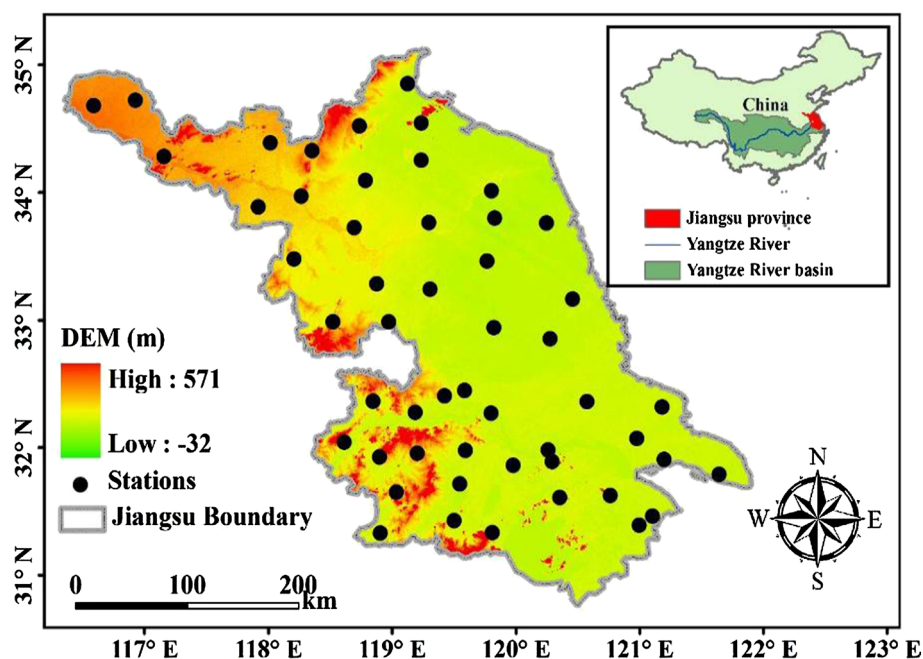 China
Jiangsu province
Yangtze River
Yangtze River basin
35° N
34° N
33° N
32° N
31° N
DEM (m)
High : 571
Low : -32
Stations
Jiangsu Boundary
0 100 200
km
N
W E
S
117° E 118° E 119° E 120° E 121° E 122° E 123° E